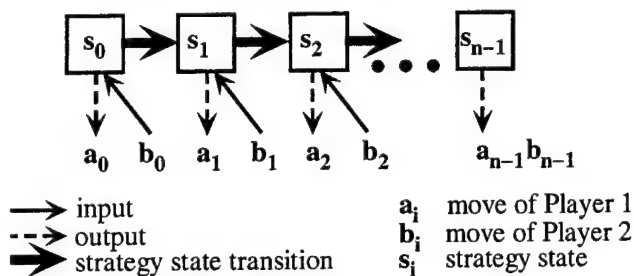 s0 s1 s2 sn-1
a0 b0 a1 b1 a2 b2 an-1 bn-1
input ai move of Player 1
output bi move of Player 2
strategy state transition si strategy state